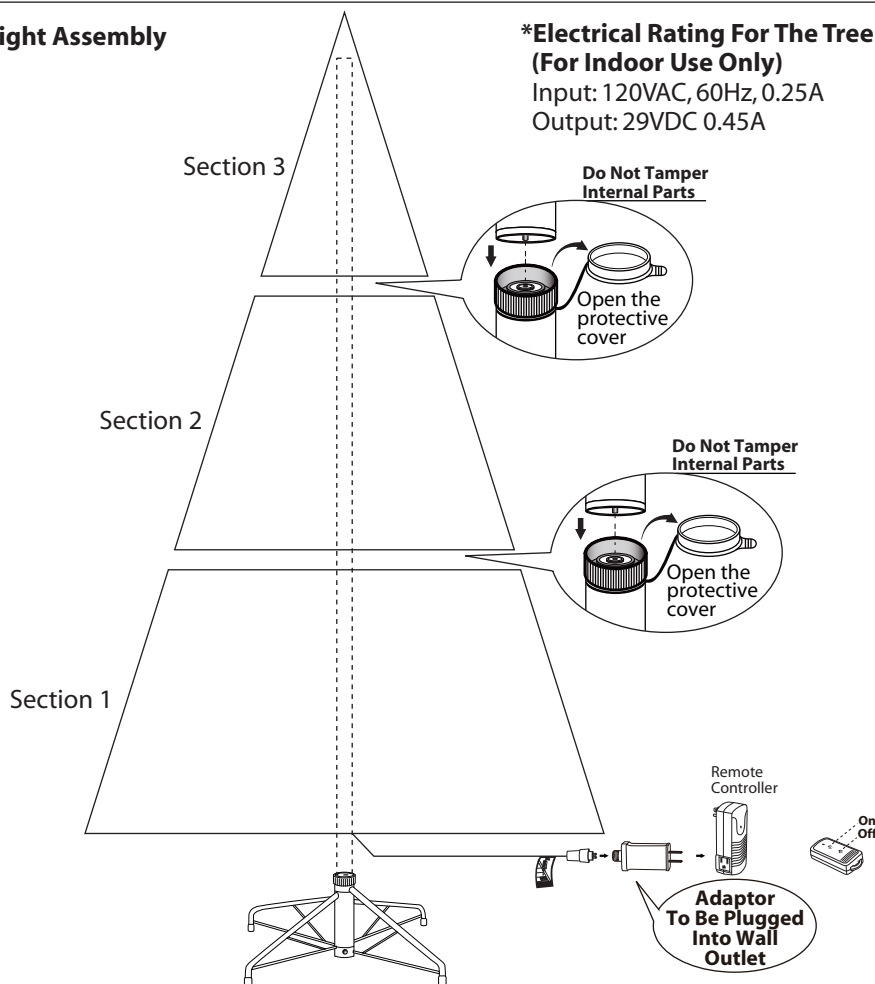 ight Assembly
*Electrical Rating For The Tree
(For Indoor Use Only)
Input: 120VAC, 60Hz, 0.25A
Output: 29VDC 0.45A
Section 3
Do Not Tamper
Internal Parts
Open the
protective
cover
Section 2
Do Not Tamper
Internal Parts
Open the
protective
cover
Section 1
Remote
Controller
On
Off
Adaptor
To Be Plugged
Into Wall
Outlet